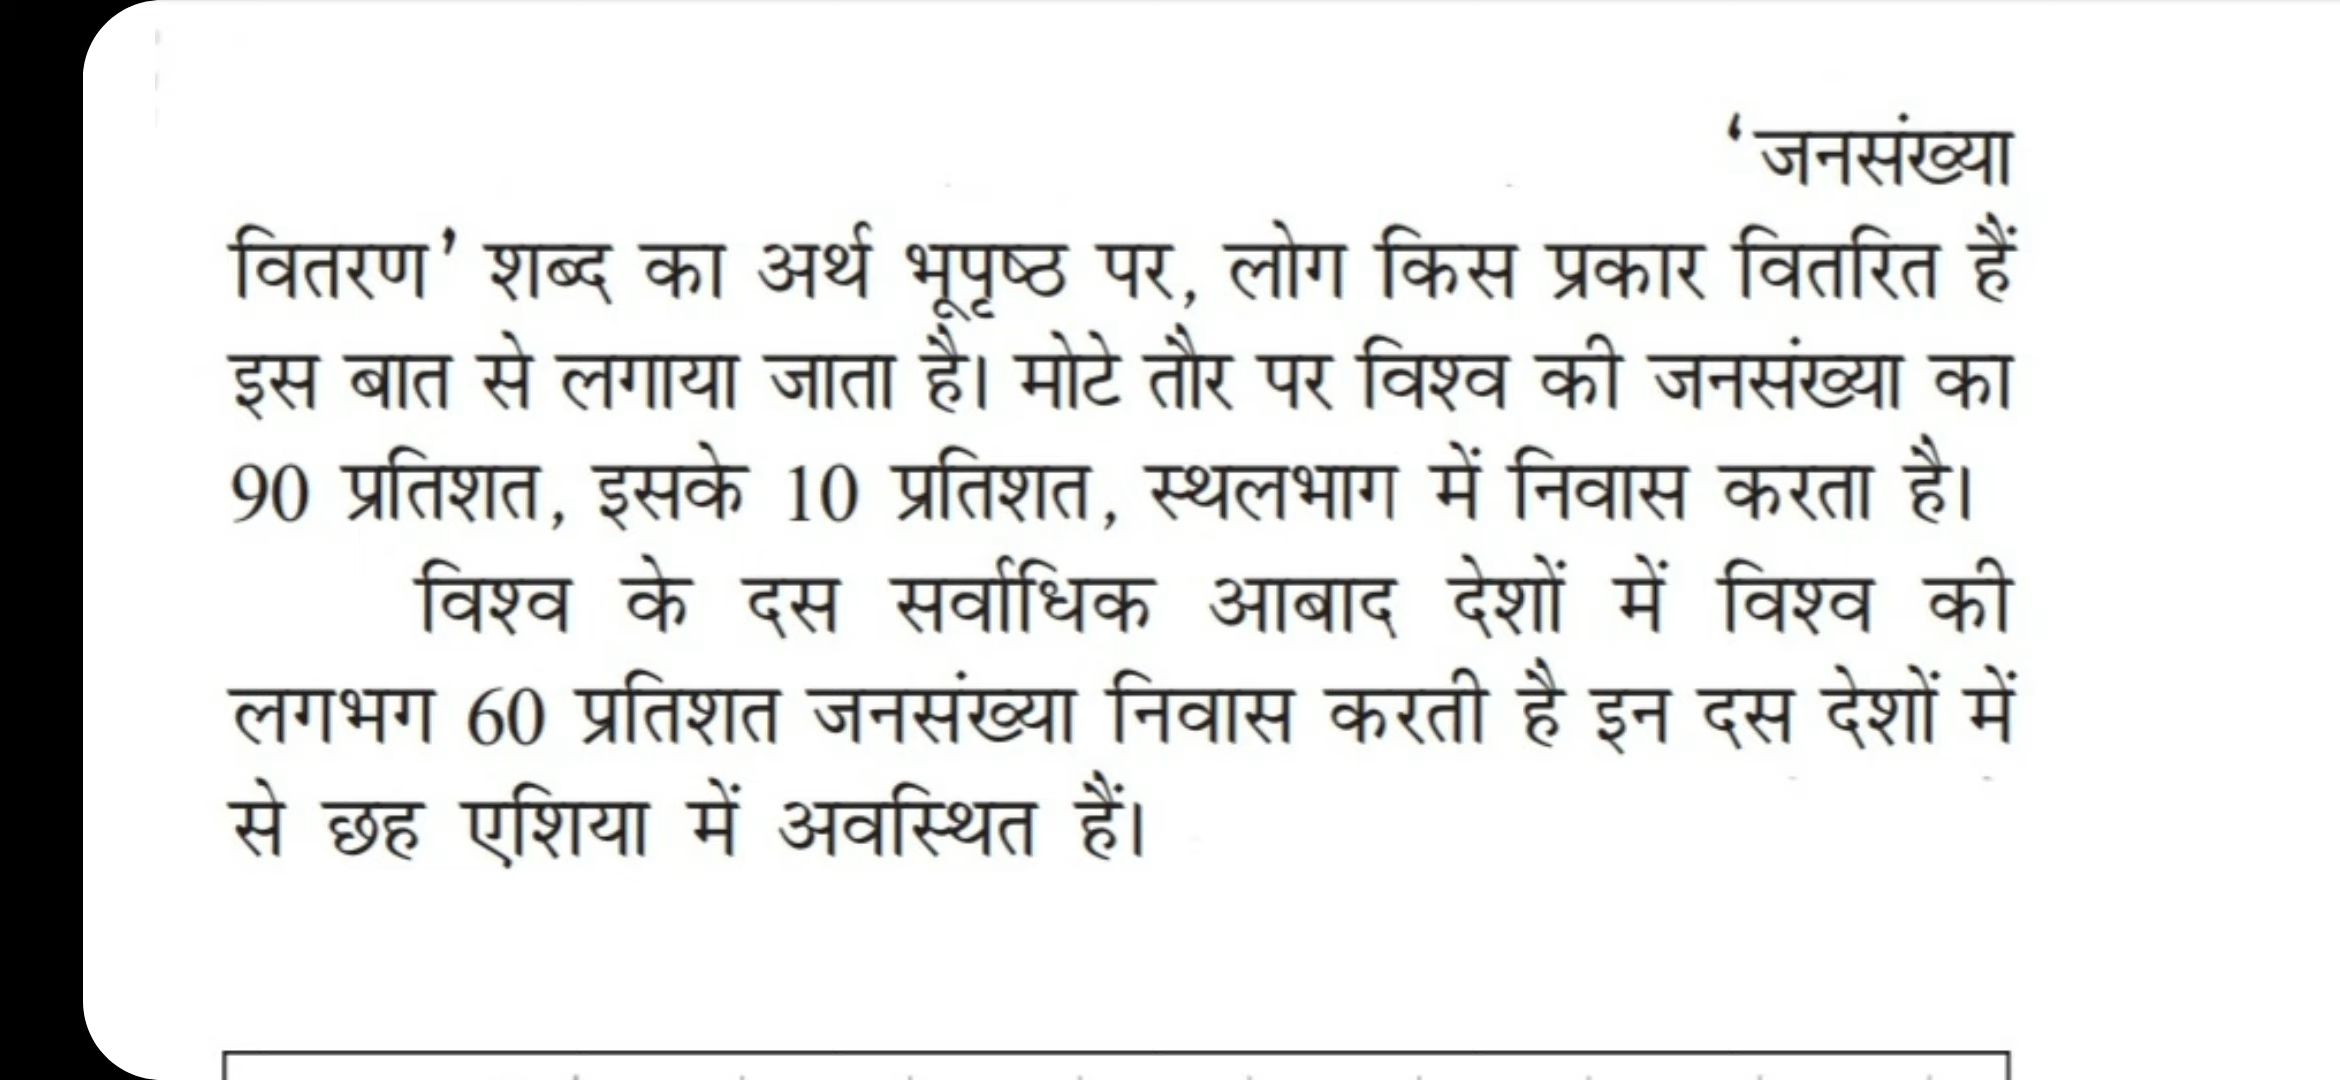 ‘जनसंख्या
वितरण’ शब्द का अर्थ भूपृष्ठ पर, लोग किस प्रकार वितरित हैं
इस बात से लगाया जाता है। मोटे तौर पर विश्व की जनसंख्या का
90 प्रतिशत, इसके 10 प्रतिशत, स्थलभाग में निवास करता है।
विश्व के दस सर्वाधिक आबाद देशों में विश्व की
लगभग 60 प्रतिशत जनसंख्या निवास करती है इन दस देशों में
से छह एशिया में अवस्थित हैं।